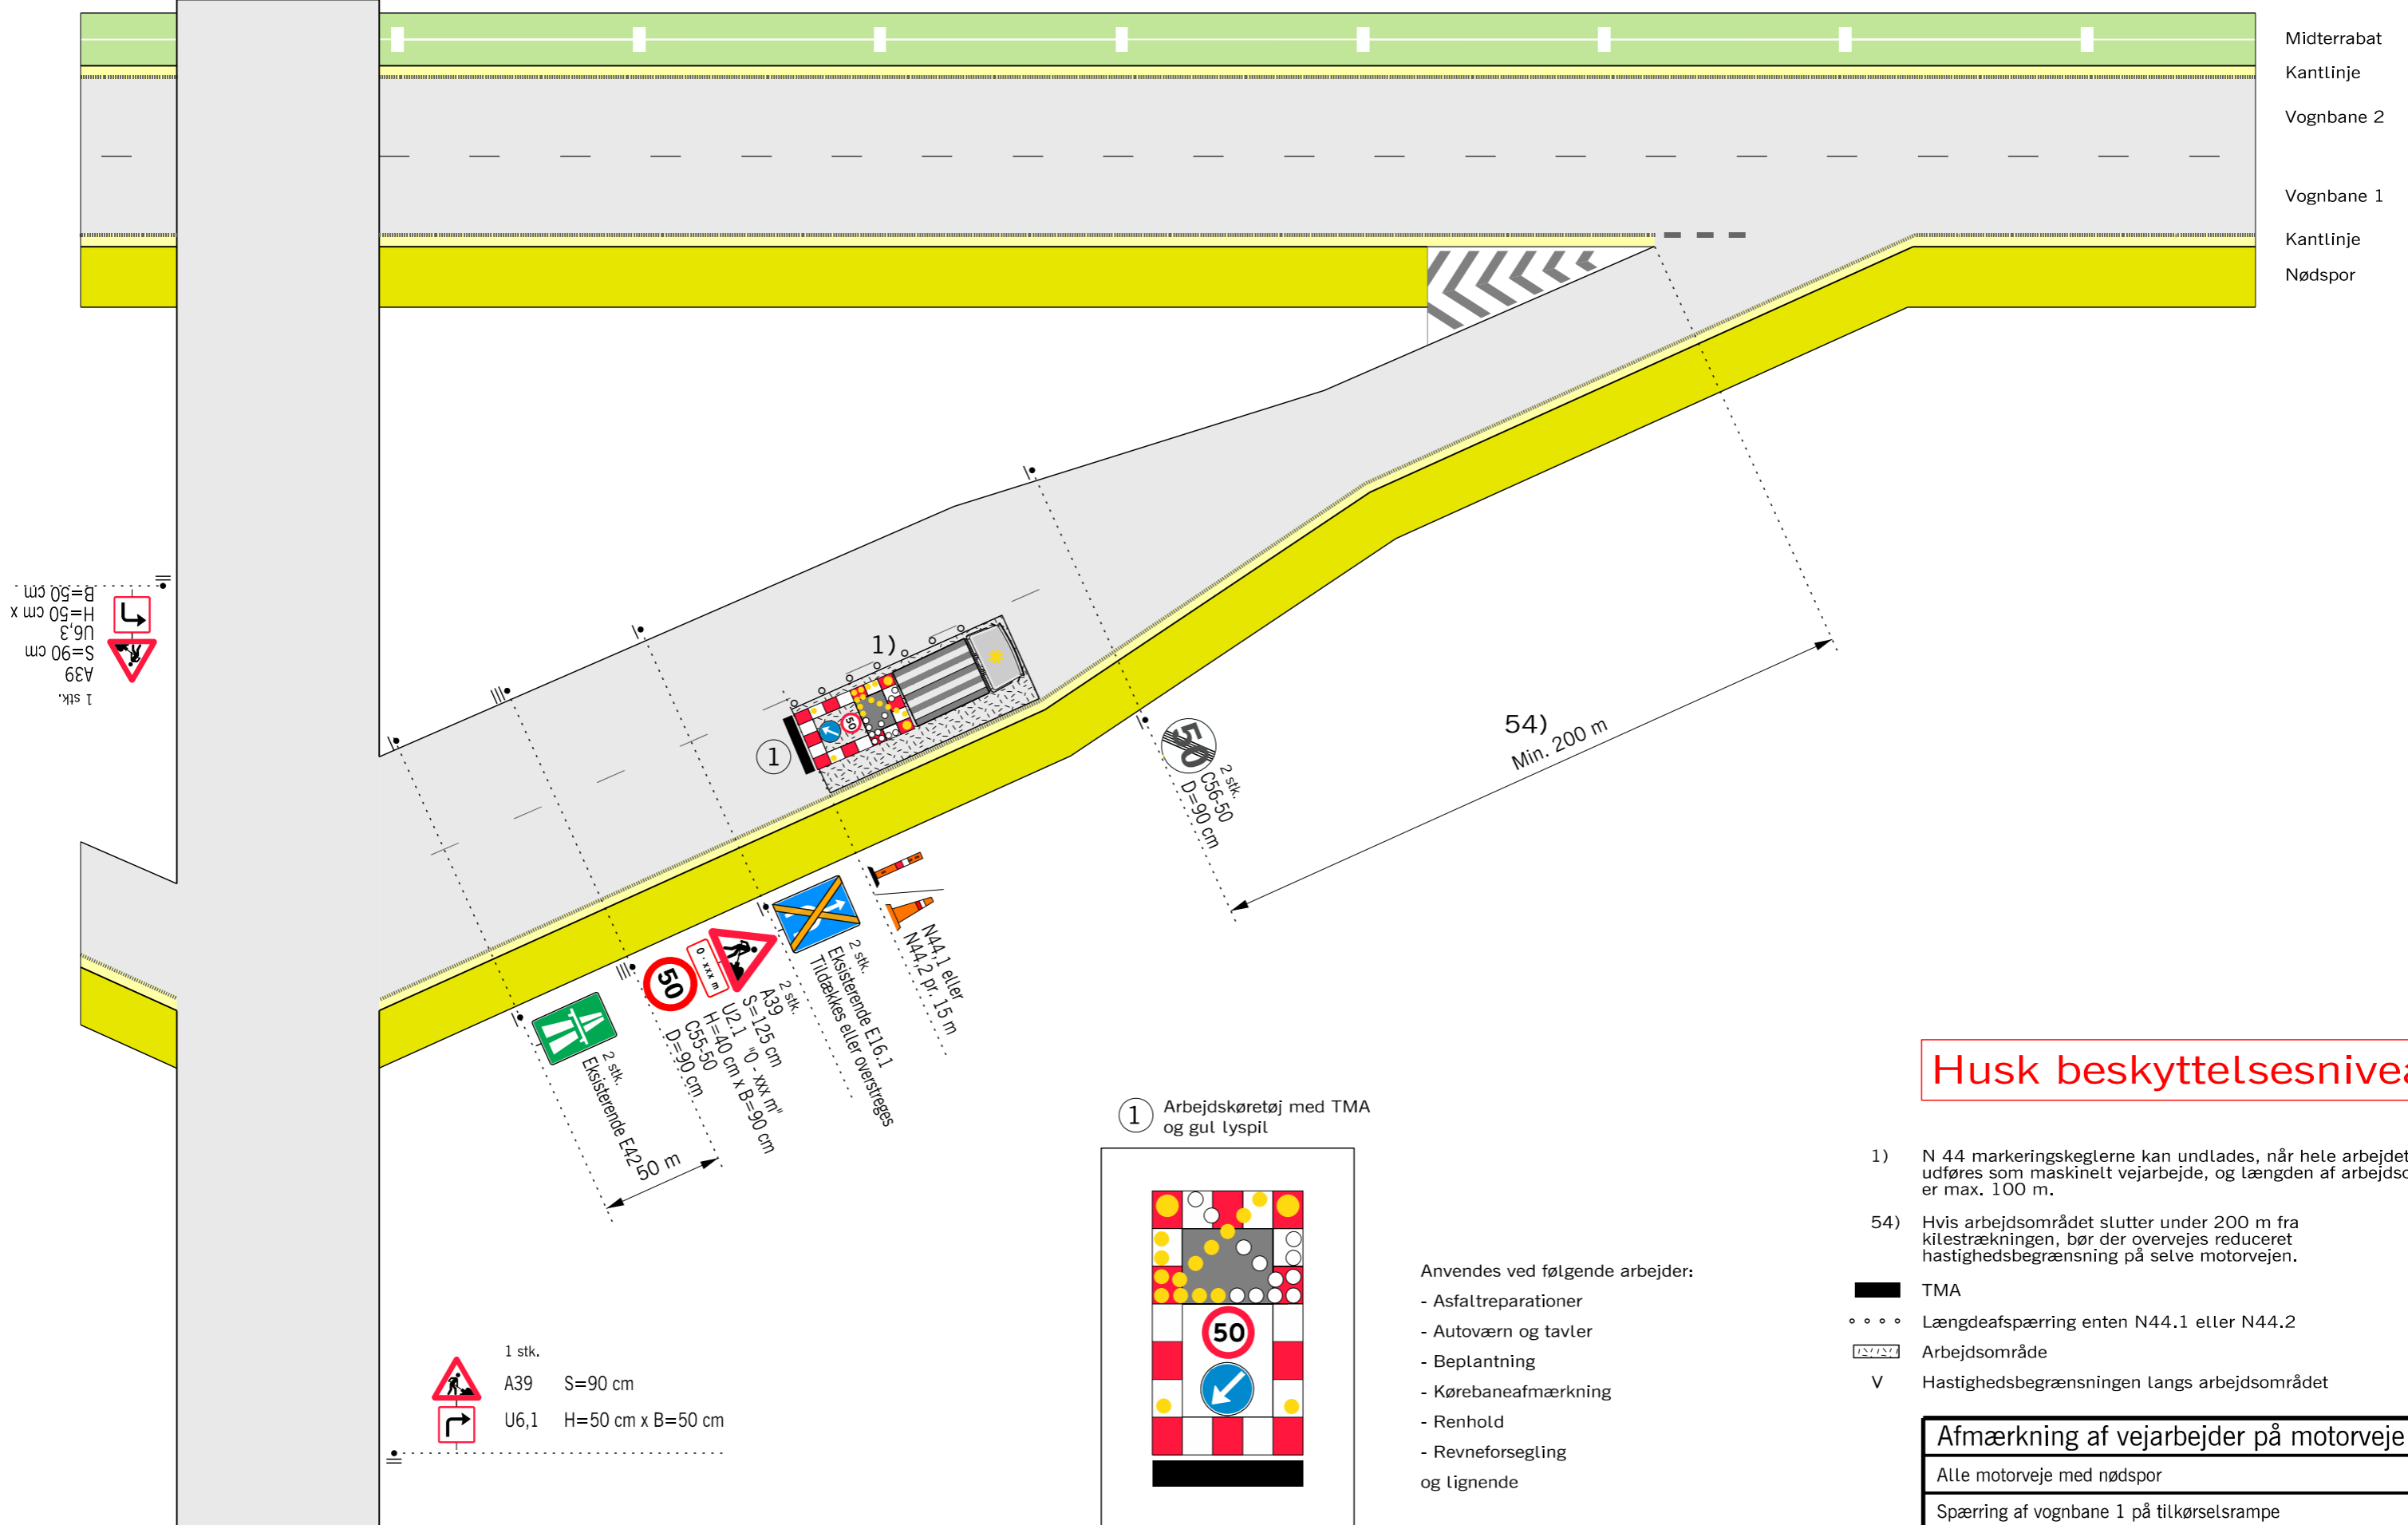 Midterrabat
Kantlinje
Vognbane 2
Vognbane 1
Kantlinje
Nødspor
B=50 cm
H=50 cm x
U6,3
S=90 cm
A39
1 stk.
1)
50
1
50
2 stk.
C56-50
D=90 cm
54)
Min. 200 m
N44,1 eller
N44,2 pr. 15 m
2 stk.
Eksisterende E16.1
Tildækkes eller overstreges
0 - xxx m
50
2 stk.
A39
S=125 cm
U2.1 "0 - xxx m"
H=40 cm x B=90 cm
C55-50
D=90 cm
2 stk.
Eksisterende E42
50 m
1 Arbejdskøretøj med TMA
og gul lyspil
50
1 stk.
A39 S=90 cm
U6,1 H=50 cm x B=50 cm
Anvendes ved følgende arbejder:
- Asfaltreparationer
- Autoværn og tavler
- Beplantning
- Kørebaneafmærkning
- Renhold
- Revneforsegling
og lignende
Husk beskyttelsesnivea
1) N 44 markeringskeglerne kan undlades, når hele arbejdet
udføres som maskinelt vejarbejde, og længden af arbejdso
er max. 100 m.
54) Hvis arbejdsområdet slutter under 200 m fra
kilestrækningen, bør der overvejes reduceret
hastighedsbegrænsning på selve motorvejen.
TMA
Længdeafspærring enten N44.1 eller N44.2
Arbejdsområde
V Hastighedsbegrænsningen langs arbejdsområdet
Afmærkning af vejarbejder på motorveje
Alle motorveje med nødspor
Spærring af vognbane 1 på tilkørselsrampe